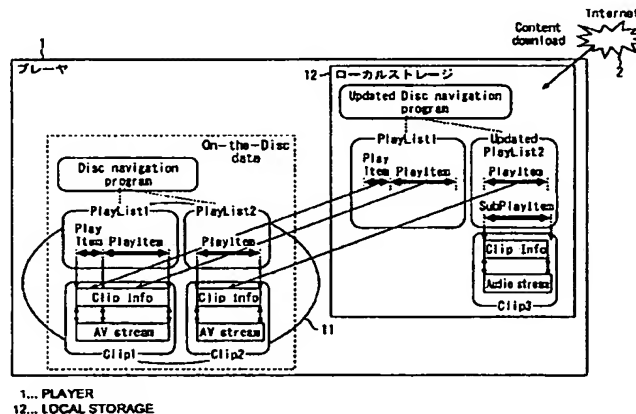 Internet
Content
download
2
1
プレーヤ
12
ローカルストレージ
Updated Disc navigation
program
On-the-Disc
data
Disc navigation
program
PlayList1
PlayList2
Play
Item
PlayItem
PlayItem
Clip Info
Clip Info
AV stream
AV stream
Clip1
Clip2
11
PlayList1
Updated
PlayList2
Play
Item
PlayItem
PlayItem
SubPlayItem
Clip Info
Audio stream
Clip3
1... PLAYER
12... LOCAL STORAGE